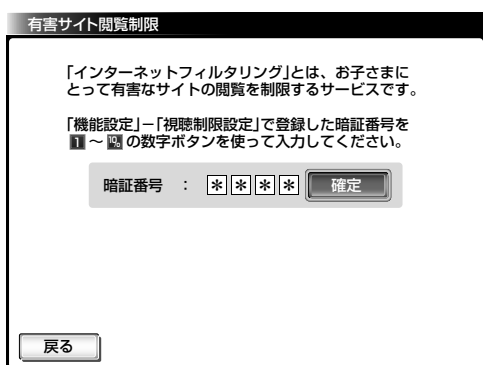 有害サイト閲覧制限
「インターネットフィルタリング」とは、お子さまに
とって有害なサイトの閲覧を制限するサービスです。
「機能設定」−「視聴制限設定」で登録した暗証番号を
1 ～ 10 の数字ボタンを使って入力してください。
暗証番号 ： ＊＊＊＊ 確定
戻る